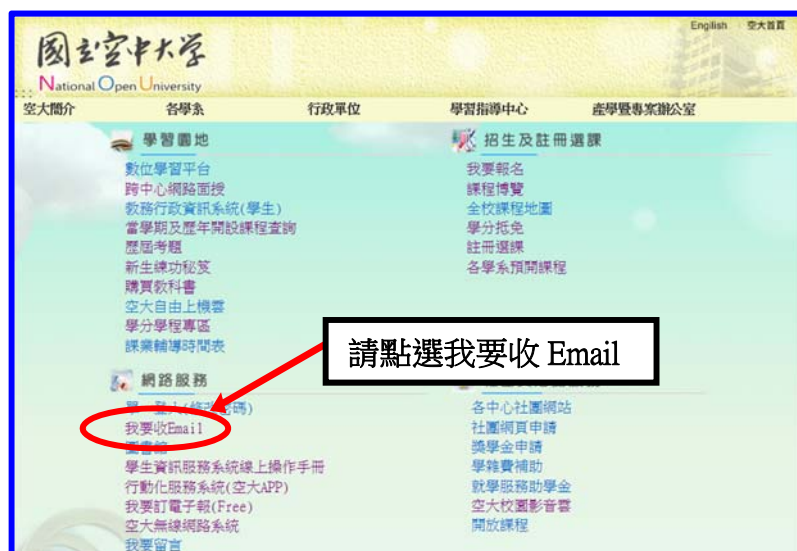 English 空大首頁
國立空中大學
National Open University
空大簡介 各學系 行政單位 學習指導中心 產學暨專案辦公室
學習園地
數位學習平台
跨中心網路面授
教務行政資訊系統(學生)
當學期及歷年開設課程查詢
歷屆考題
新生練功秘笈
購買教科書
空大自由上機雲
學分學程專區
課業輔導時間表
招生及註冊選課
我要報名
課程博覽
全校課程地圖
學分抵免
註冊選課
各學系預開課程
請點選我要收 Email
網路服務
單一登入(修改密碼)
我要收Email
圖書館
學生資訊服務系統線上操作手冊
行動化服務系統(空大APP)
我要訂電子報(Free)
空大無線網路系統
我要留言
各中心社團網站
社團網頁申請
獎學金申請
學雜費補助
就學服務助學金
空大校園影音雲
開放課程